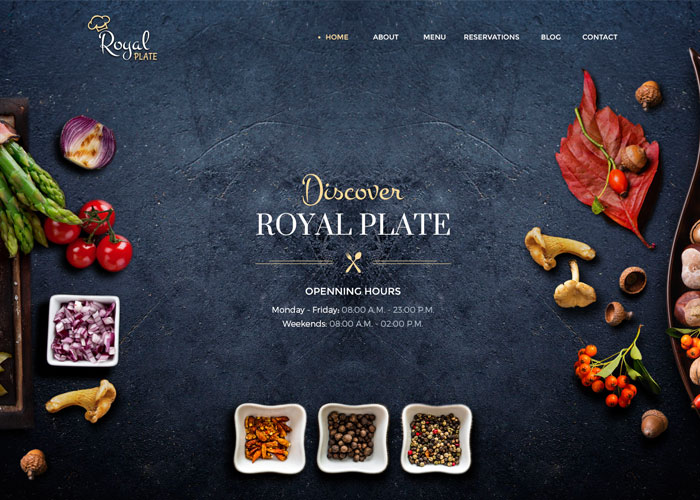 Royal
PLATE
HOME ABOUT MENU RESERVATIONS BLOG CONTACT
Discover
ROYAL PLATE
OPENNING HOURS
Monday - Friday: 08:00 A.M. - 23:00 P.M.
Weekends: 08:00 A.M. - 02:00 P.M.